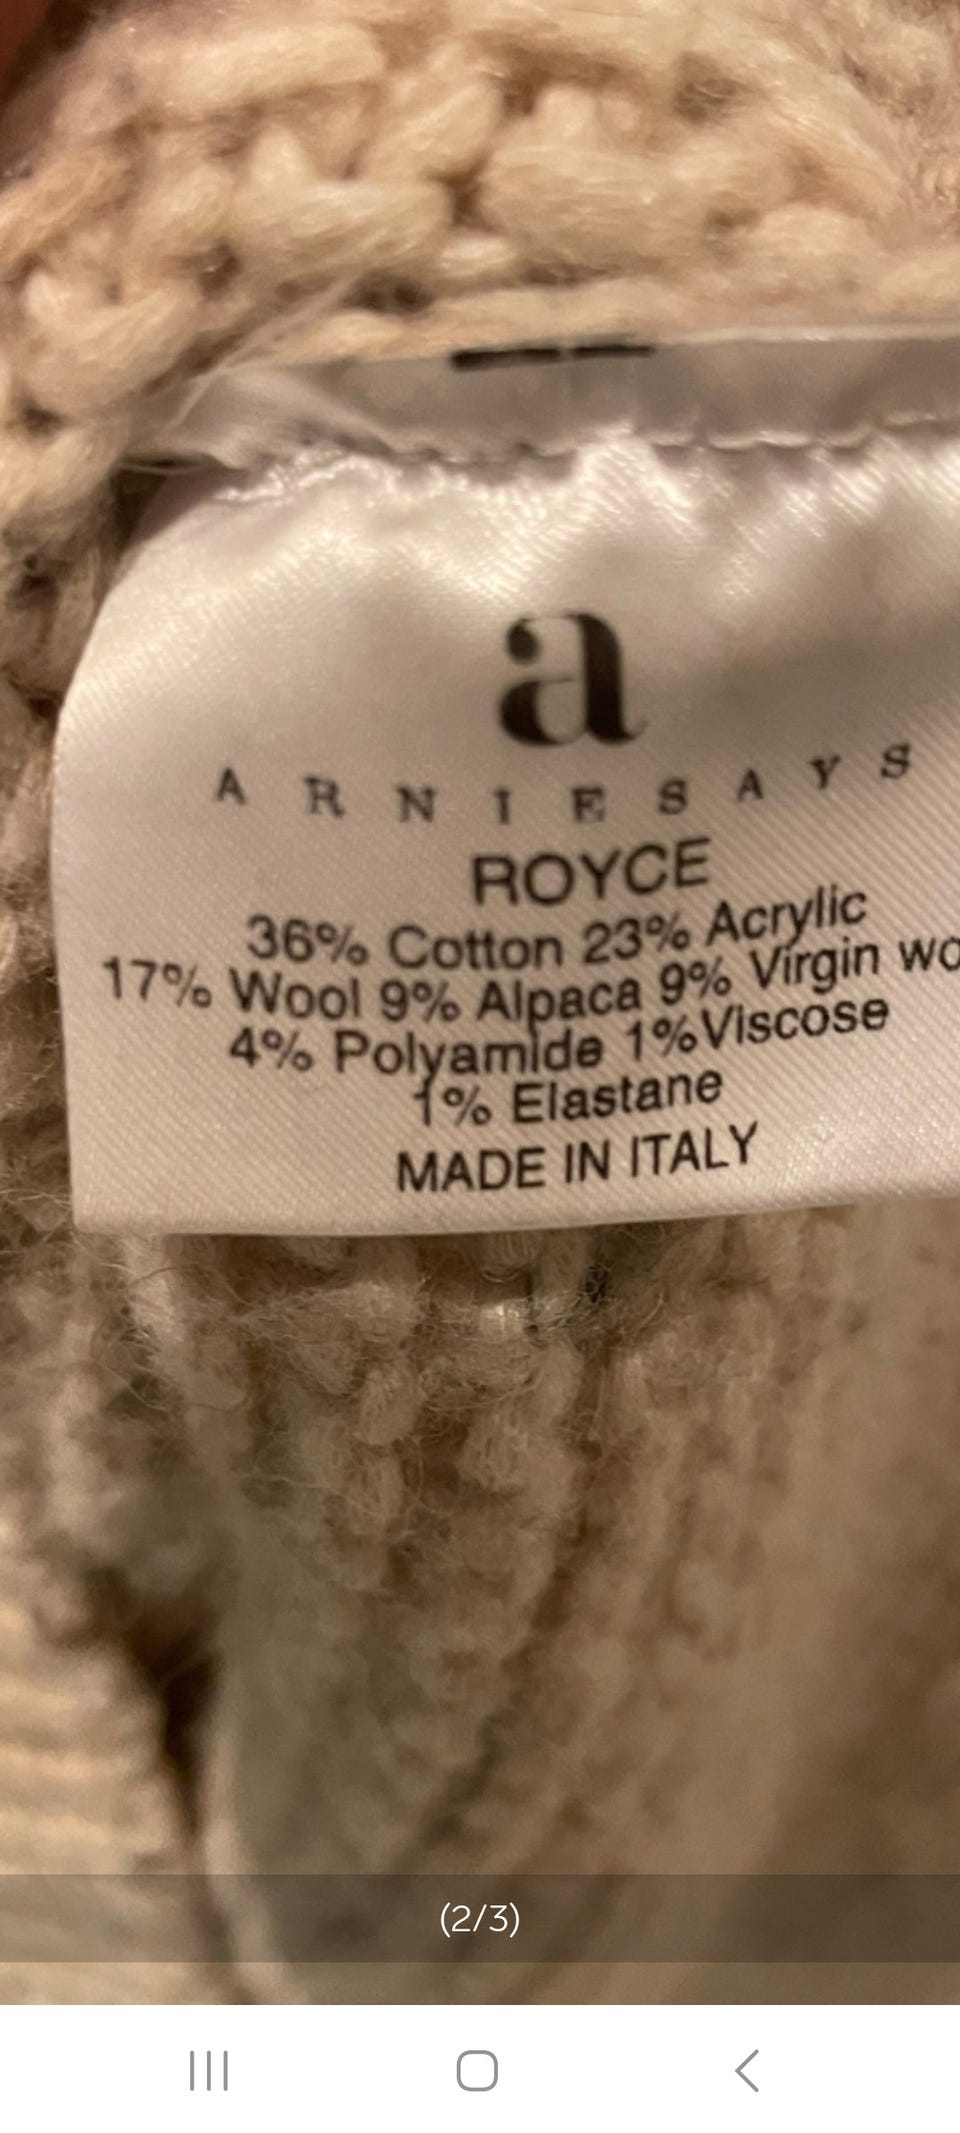 a
ARNIESAYS
ROYCE
36% Cotton 23% Acrylic
17% Wool 9% Alpaca 9% Virgin wo
4% Polyamide 1%Viscose
1% Elastane
MADE IN ITALY
(2/3)